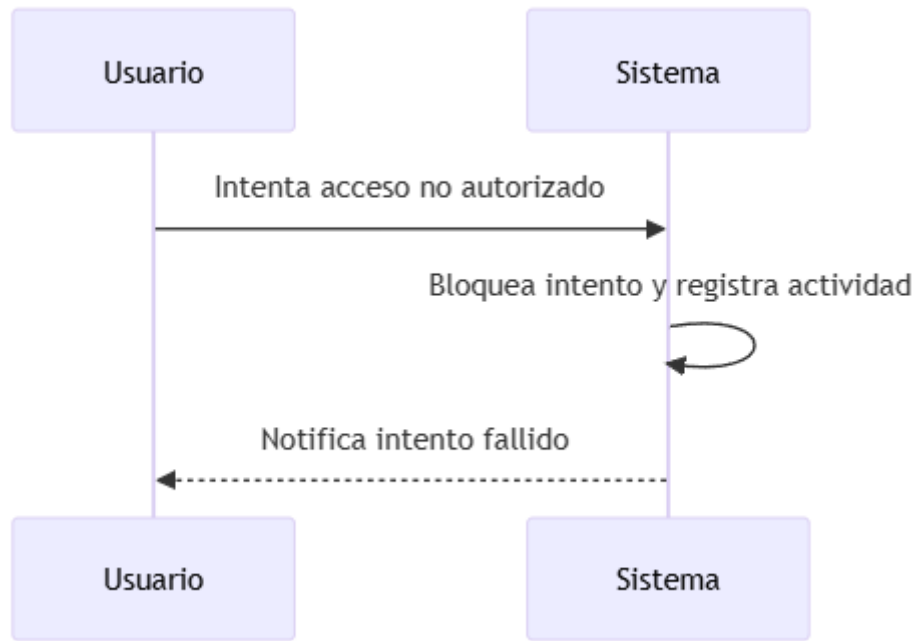 Usuario
Sistema
Intenta acceso no autorizado
Bloquea intento y registra actividad
Notifica intento fallido
Usuario
Sistema